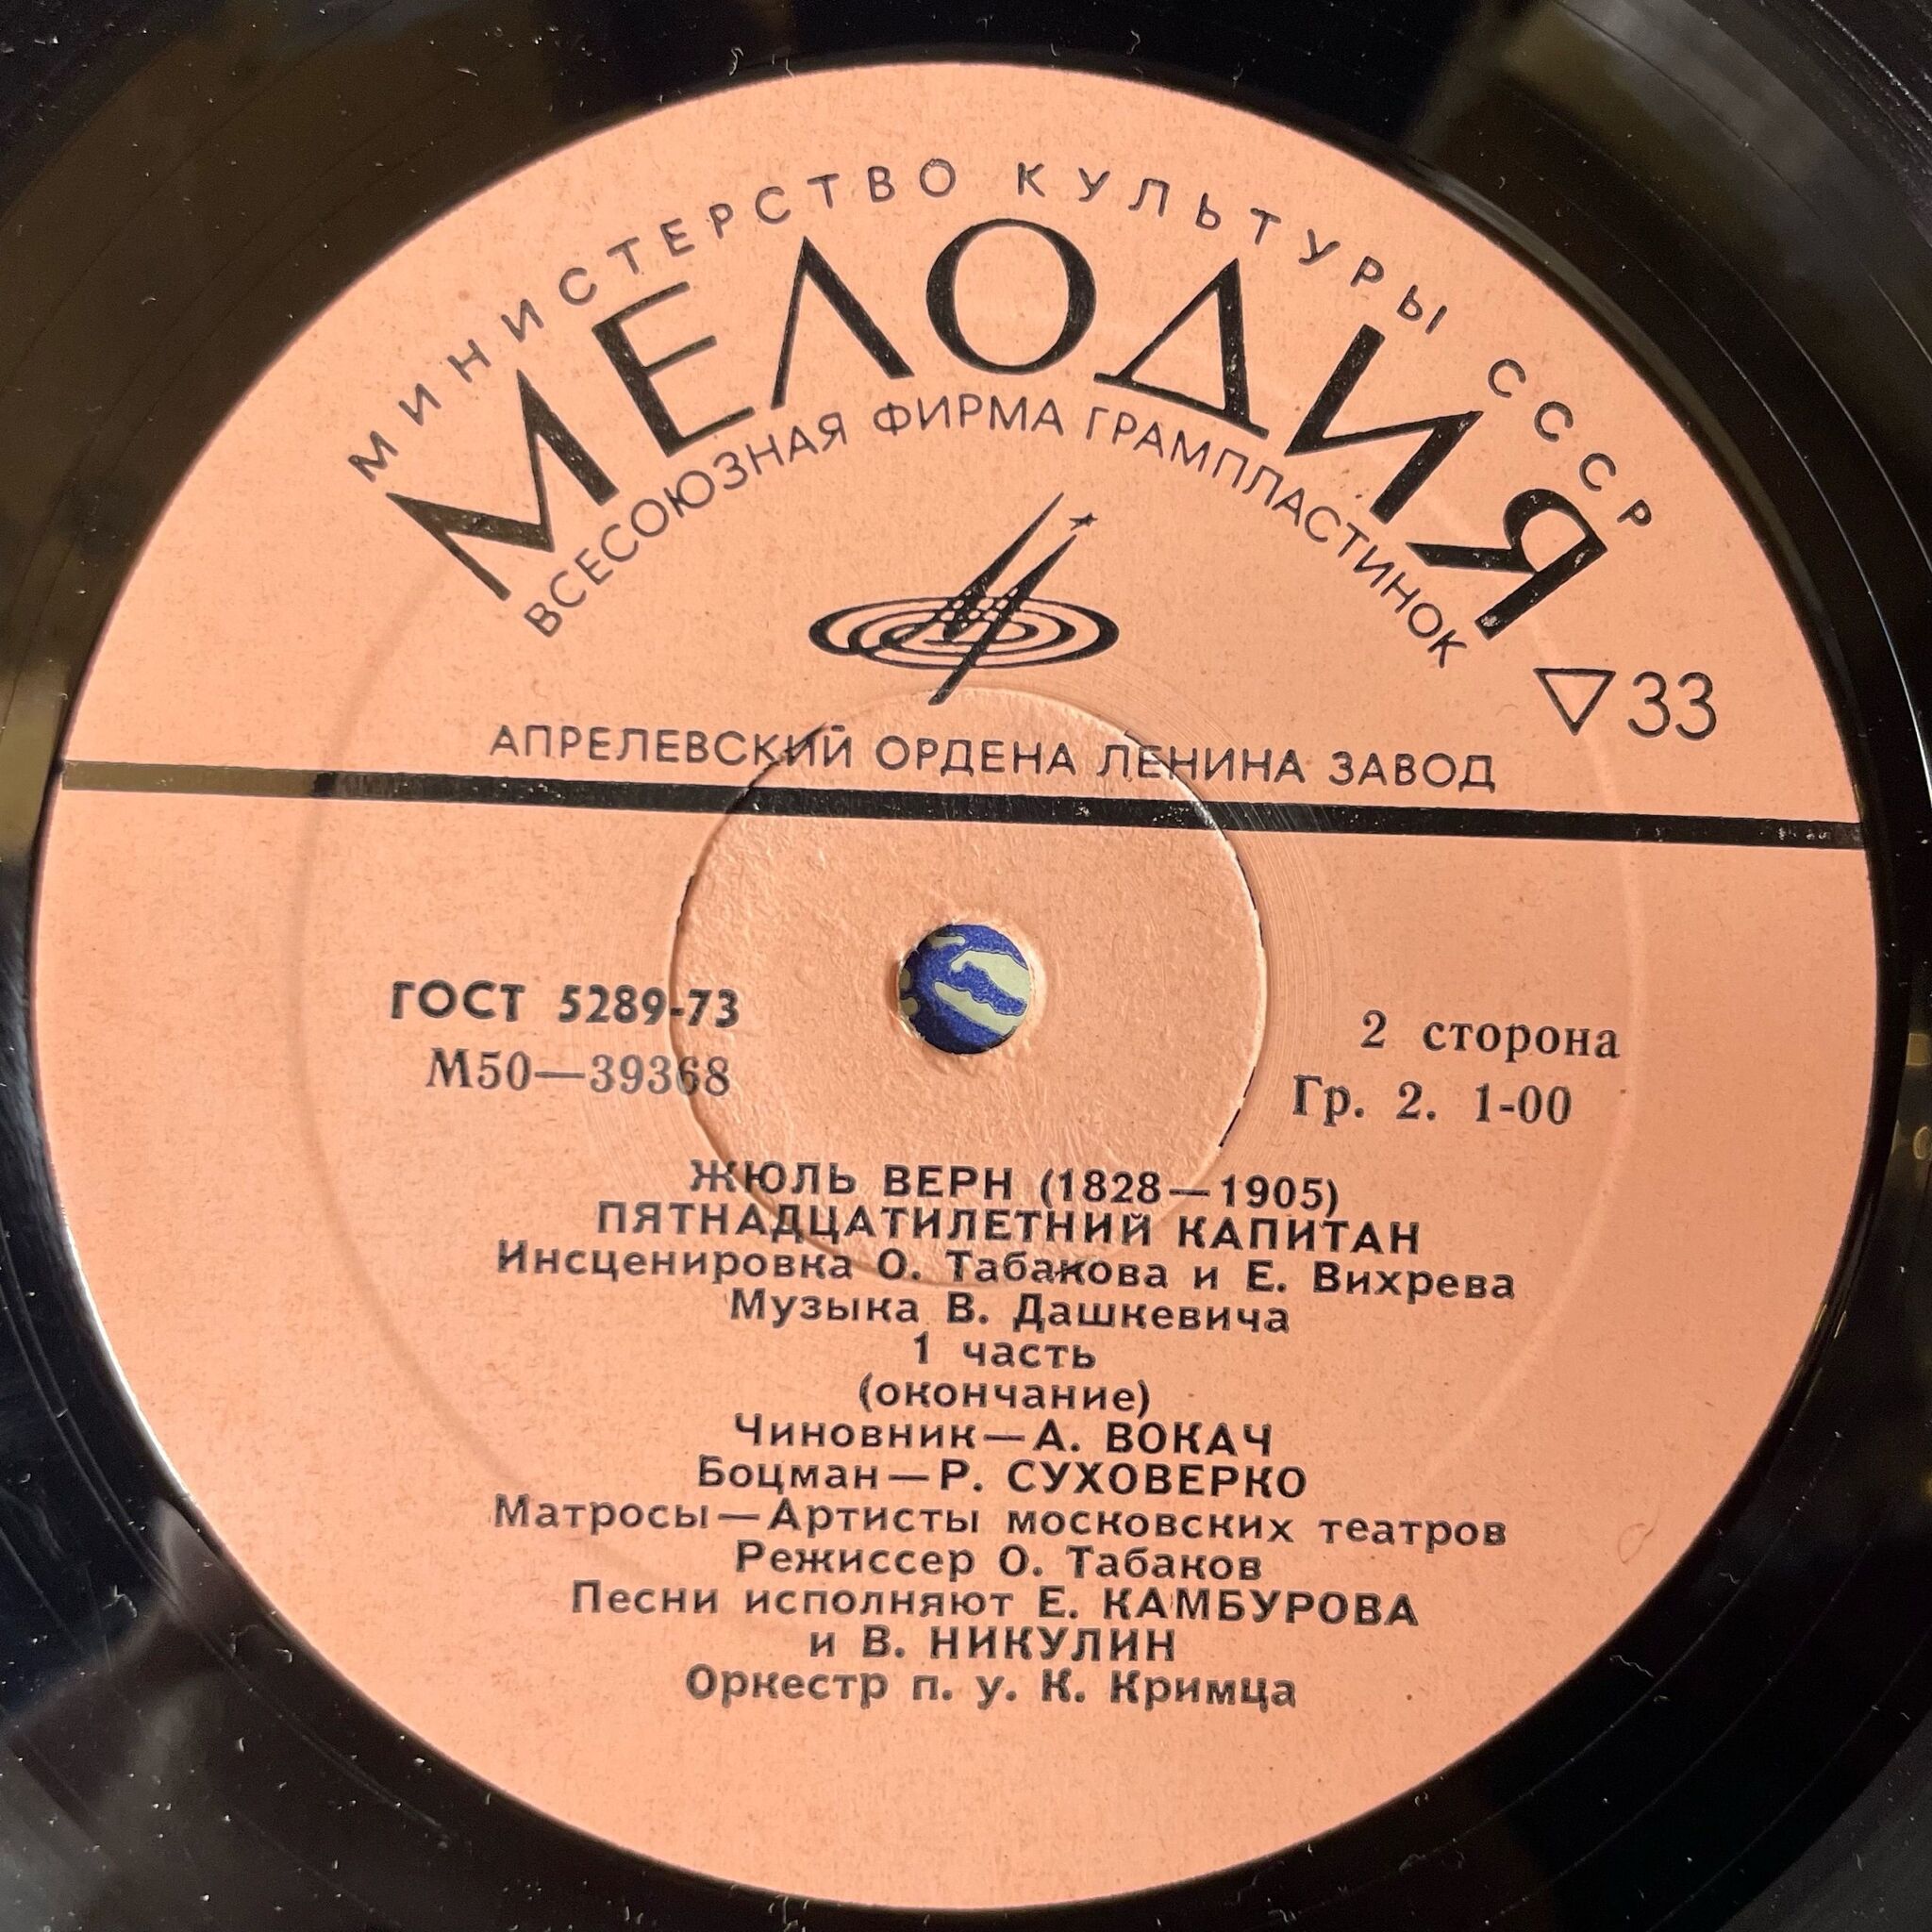 МИНИСТЕРСТВО КУЛЬТУРЫ СССР
МЕЛОДИЯ
ВСЕСОЮЗНАЯ ФИРМА ГРАМПЛАСТИНОК
▽33
АПРЕЛЕВСКИЙ ОРДЕНА ЛЕНИНА ЗАВОД
ГОСТ 5289-73
М50—39368
2 сторона
Гр. 2. 1-00
ЖЮЛЬ ВЕРН (1828—1905)
ПЯТНАДЦАТИЛЕТНИЙ КАПИТАН
Инсценировка О. Табакова и Е. Вихрева
Музыка В. Дашкевича
1 часть
(окончание)
Чиновник—А. ВОКАЧ
Боцман—Р. СУХОВЕРКО
Матросы—Артисты московских театров
Режиссер О. Табаков
Песни исполняют Е. КАМБУРОВА
и В. НИКУЛИН
Оркестр п. у. К. Кримца